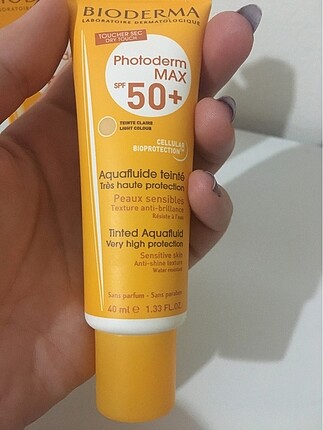 BIODERMA
LABORATOIRE DERMATOLOGIQUE
TOUCHER SEC
DRY TOUCH
Photoderm
MAX
SPF
50+
TEINTE CLAIRE
LIGHT COLOUR
CELLULAR
BIOPROTECTION
Aquafluide teinté
Très haute protection
Peaux sensibles
Texture anti-brillance
Résiste à l'eau
Tinted Aquafluid
Very high protection
Sensitive skin
Anti-shine texture
Water resistant
Sans parfum - Sans paraben
40 ml e 1.33 FL.OZ